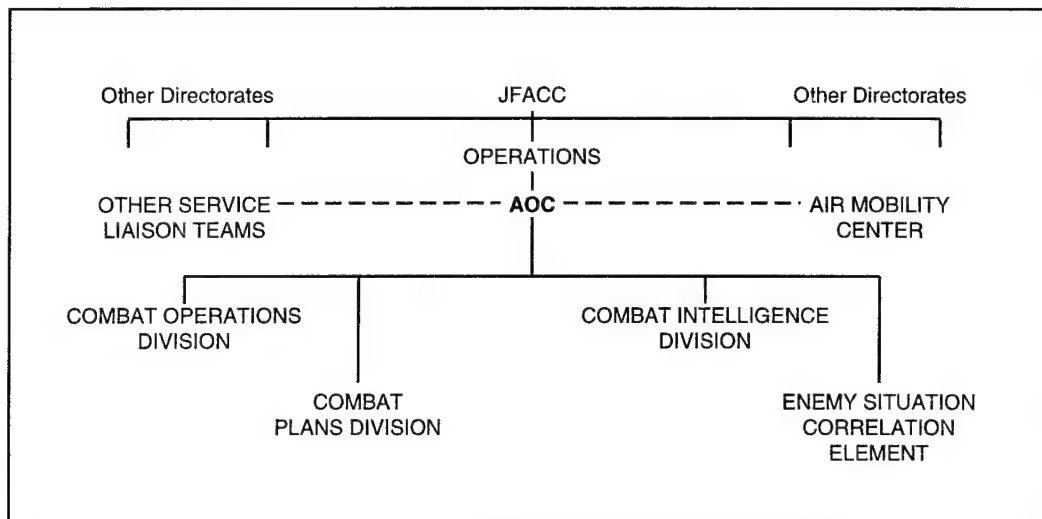 Other Directorates
JFACC
Other Directorates
OPERATIONS
OTHER SERVICE
LIAISON TEAMS
AOC
AIR MOBILITY
CENTER
COMBAT OPERATIONS
DIVISION
COMBAT INTELLIGENCE
DIVISION
COMBAT
PLANS DIVISION
ENEMY SITUATION
CORRELATION
ELEMENT